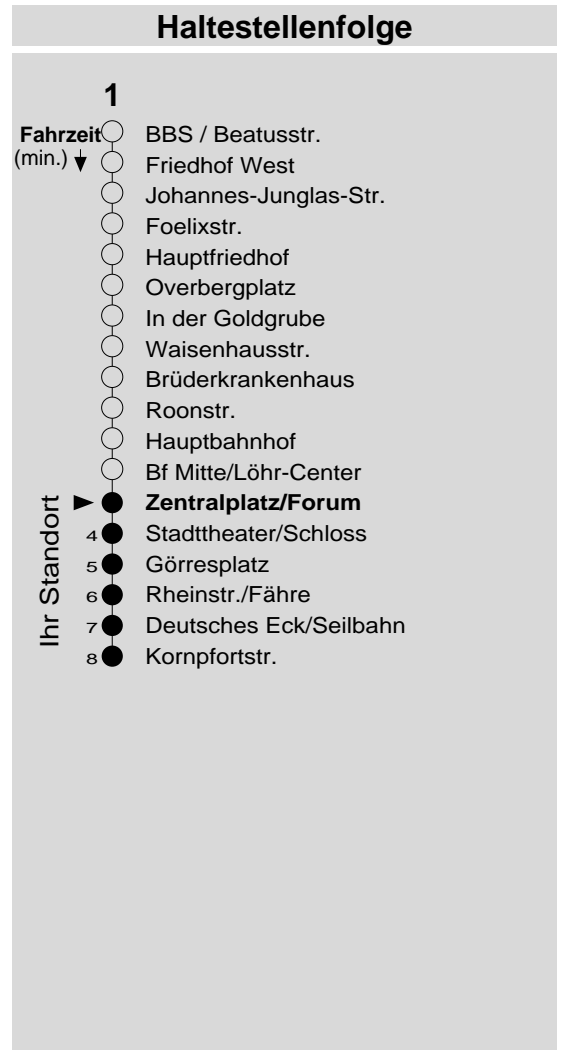 Haltestellenfolge
1
Fahrzeit
(min.)
BBS / Beatusstr.
Friedhof West
Johannes-Junglas-Str.
Foelixstr.
Hauptfriedhof
Overbergplatz
In der Goldgrube
Waisenhausstr.
Brüderkrankenhaus
Roonstr.
Hauptbahnhof
Bf Mitte/Löhr-Center
Ihr Standort
Zentralplatz/Forum
4 Stadttheater/Schloss
5 Görresplatz
6 Rheinstr./Fähre
7 Deutsches Eck/Seilbahn
8 Kornpfortstr.